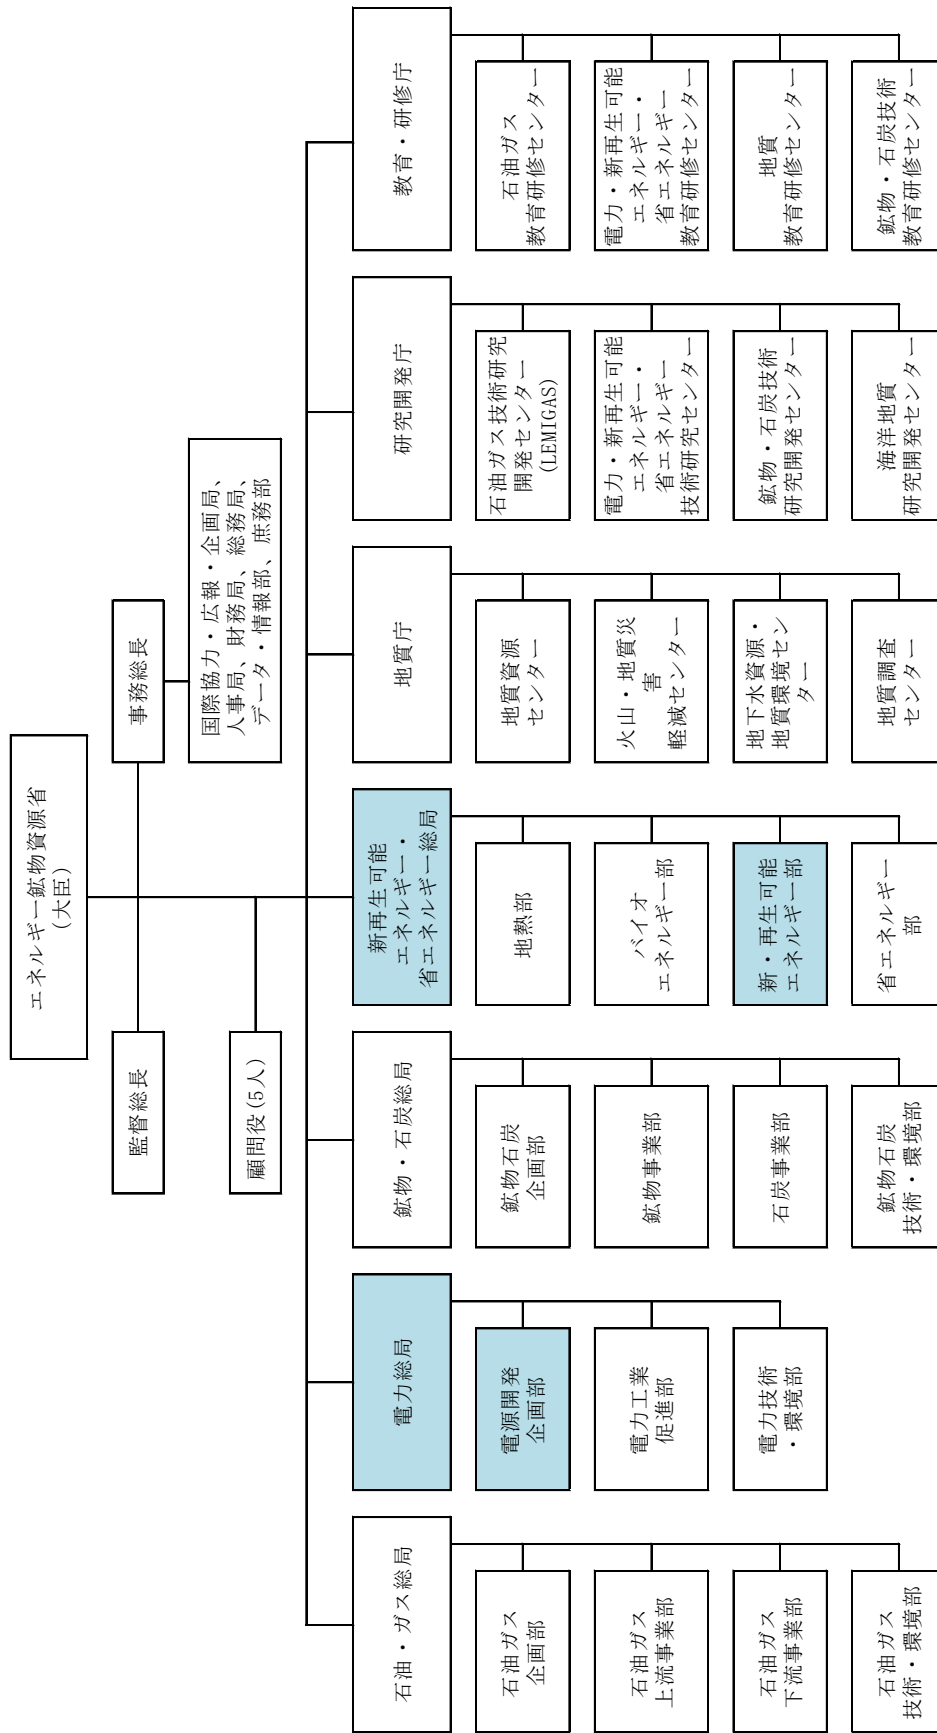 エネルギー鉱物資源省
(大臣)
監督総長
事務総長
国際協力・広報・企画局、
人事局、財務局、総務局、
データ・情報部、庶務部
顧問役(5人)
石油・ガス総局
石油ガス
企画部
石油ガス
上流事業部
石油ガス
下流事業部
石油ガス
技術・環境部
電力総局
電源開発
企画部
電力工業
促進部
電力技術
・環境部
鉱物・石炭総局
鉱物石炭
企画部
鉱物事業部
石炭事業部
鉱物石炭
技術・環境部
新再生可能
エネルギー・
省エネルギー総局
地熱部
バイオ
エネルギー部
新・再生可能
エネルギー部
省エネルギー
部
地質庁
地質資源
センター
火山・地質災
害
軽減センター
地下水資源・
地質環境セン
ター
地質調査
センター
研究開発庁
石油ガス技術研究
開発センター
(LEMIGAS)
電力・新再生可能
エネルギー・
省エネルギー
技術研究センター
鉱物・石炭技術
研究開発センター
海洋地質
研究開発センター
教育・研修庁
石油ガス
教育研修センター
電力・新再生可能
エネルギー・
省エネルギー
教育研修センター
地質
教育研修センター
鉱物・石炭技術
教育研修センター